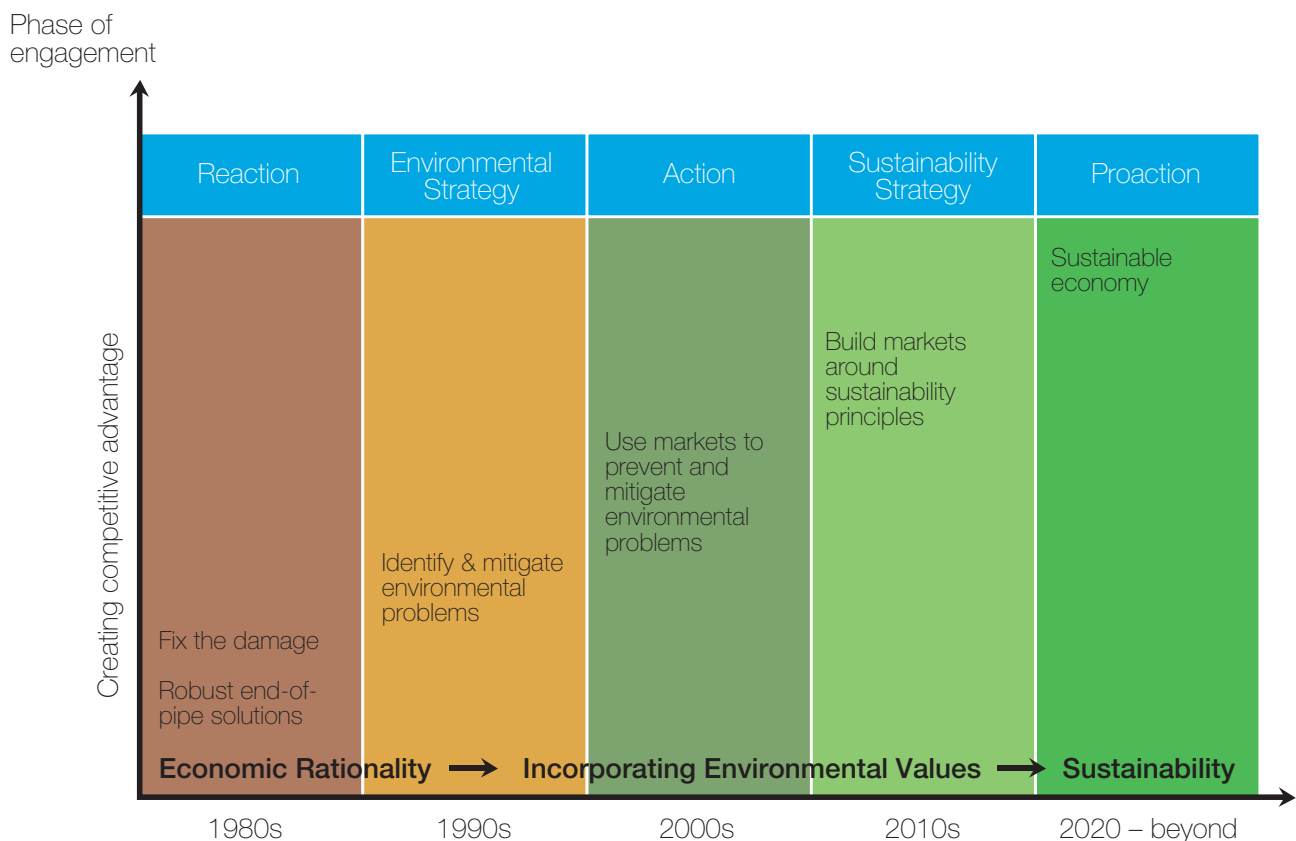 Phase of
engagement
Reaction
Environmental
Strategy
Action
Sustainability
Strategy
Proaction
Creating competitive advantage
Fix the damage
Robust end-of-
pipe solutions
Identify & mitigate
environmental
problems
Use markets to
prevent and
mitigate
environmental
problems
Build markets
around
sustainability
principles
Sustainable
economy
Economic Rationality
Incorporating Environmental Values
Sustainability
1980s
1990s
2000s
2010s
2020 – beyond